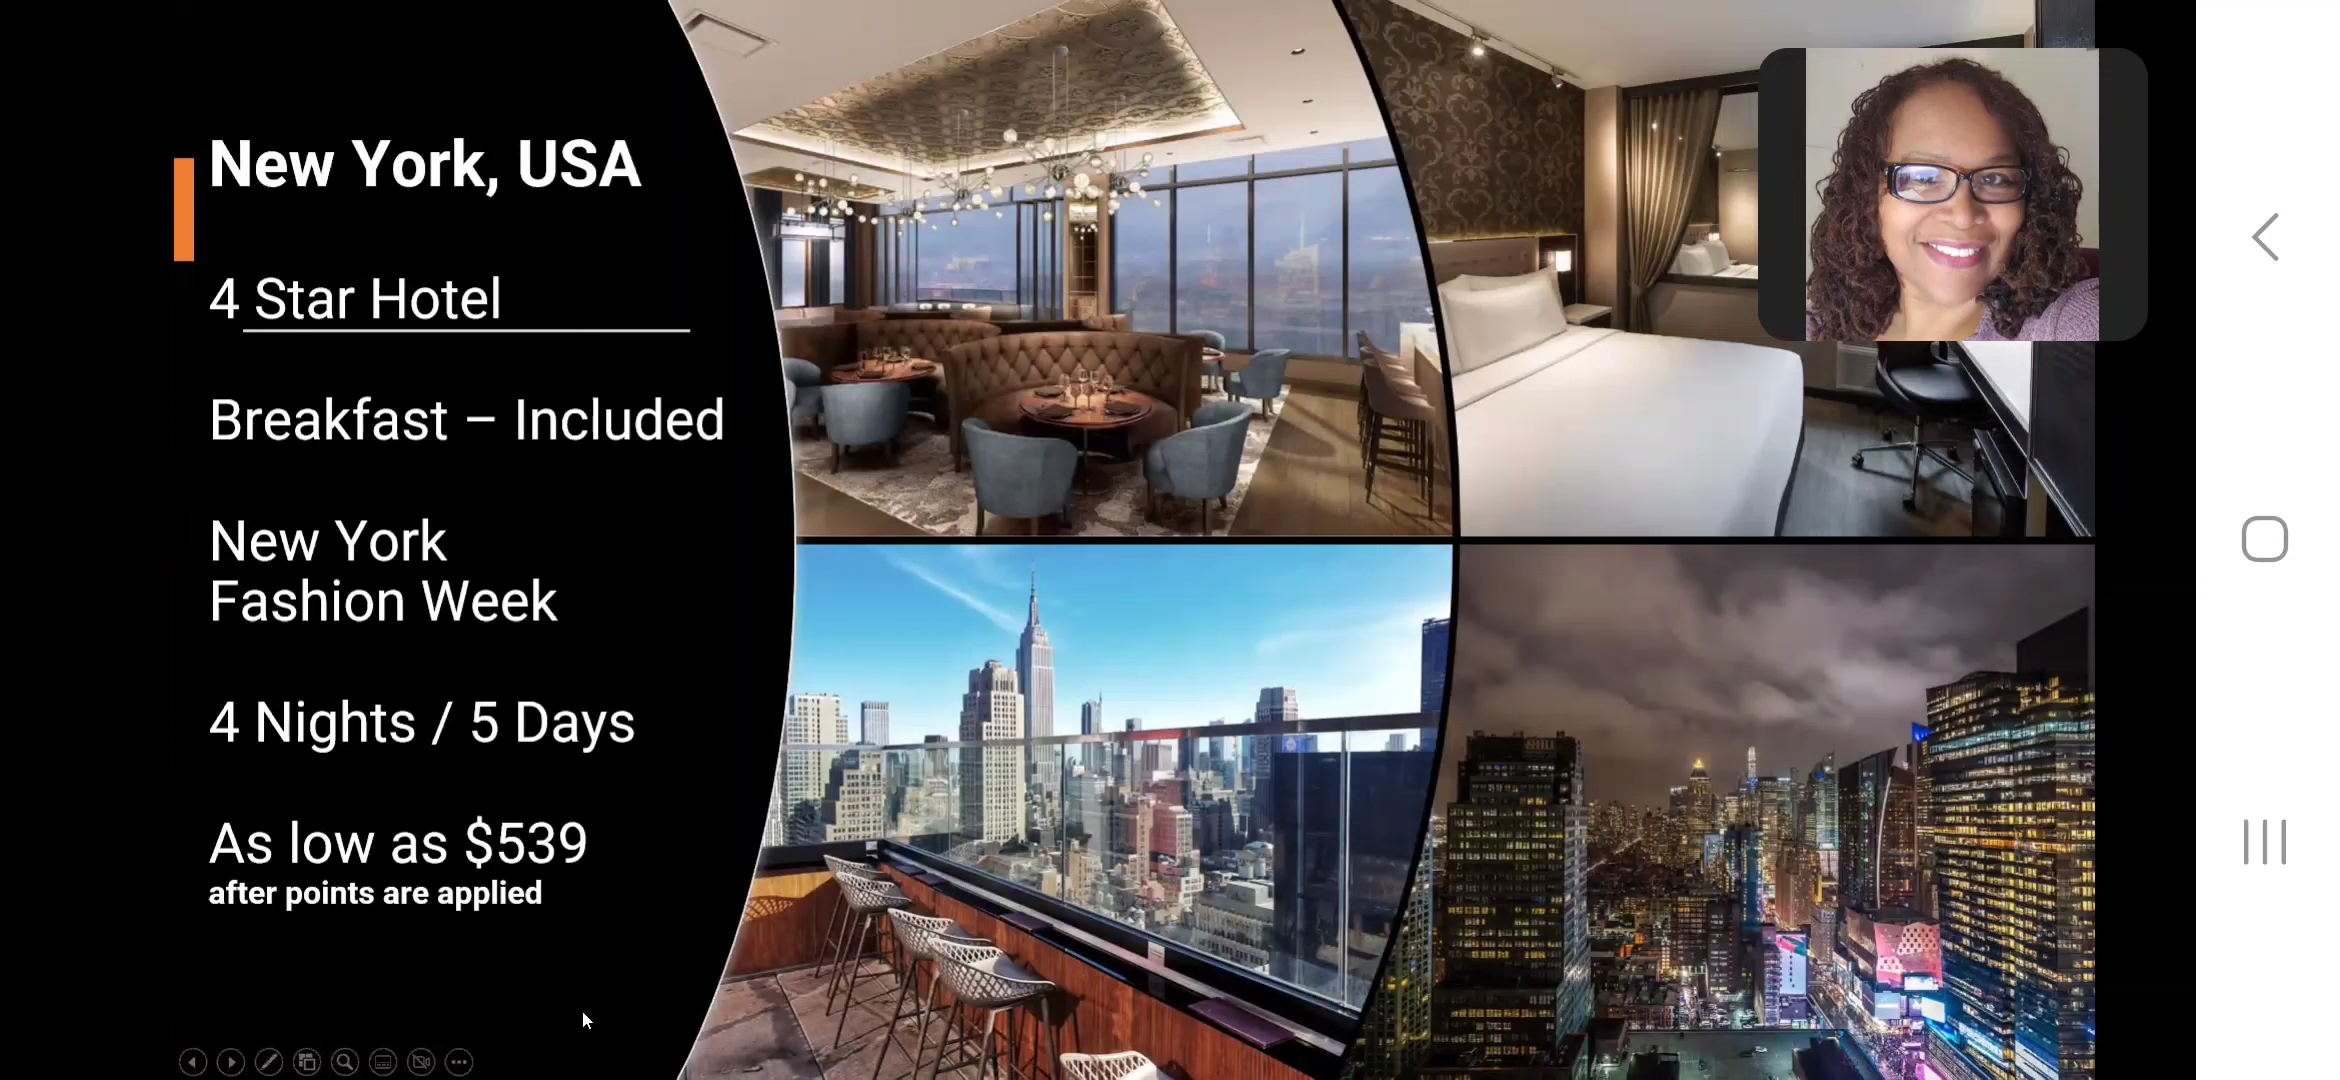 New York, USA
4 Star Hotel
Breakfast – Included
New York
Fashion Week
4 Nights / 5 Days
As low as $539
after points are applied